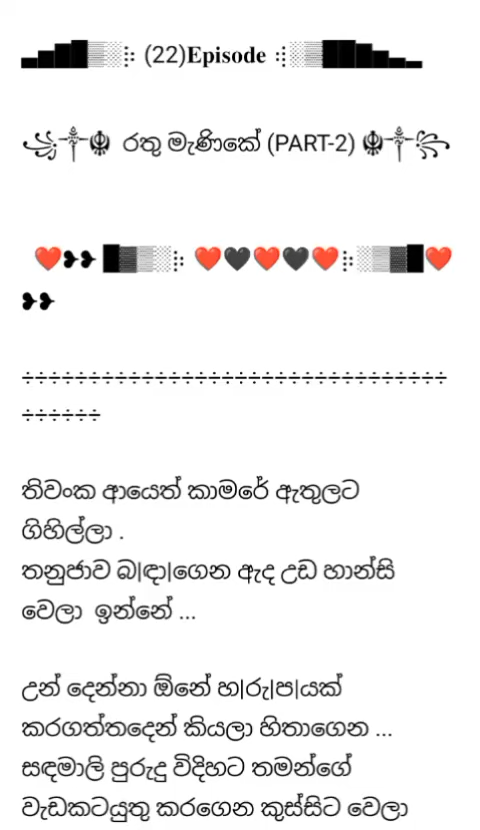 ▂▄▅█▒░⡷ (22)𝐄𝐩𝐢𝐬𝐨𝐝𝐞 ⢾░▒█▇▅▄▂
꧁༒☬ රතු මැණිකේ (PART-2) ☬༒꧂
❤️❥❥ █▓▒░⡷ ❤️🖤❤️🖤❤️⢾░▒▓█❤️
❥❥
÷÷÷÷÷÷÷÷÷÷÷÷÷÷÷÷÷÷÷÷÷÷÷÷÷÷÷÷÷÷÷÷
÷÷÷÷÷÷
තිවංක ආයෙත් කාමරේ ඇතුලට
ගිහිල්ලා .
තනුජාව බ|ඳා|ගෙන ඇද උඩ හාන්සි
වෙලා  ඉන්නේ ...
උන් දෙන්නා ඕනේ හ|රු|ප|යක්
කරගත්තදෙන් කියලා හිතාගෙන ...
සඳමාලි පුරුදු විදිහට තමන්ගේ
වැඩකටයුතු කරගෙන කුස්සිට වෙලා